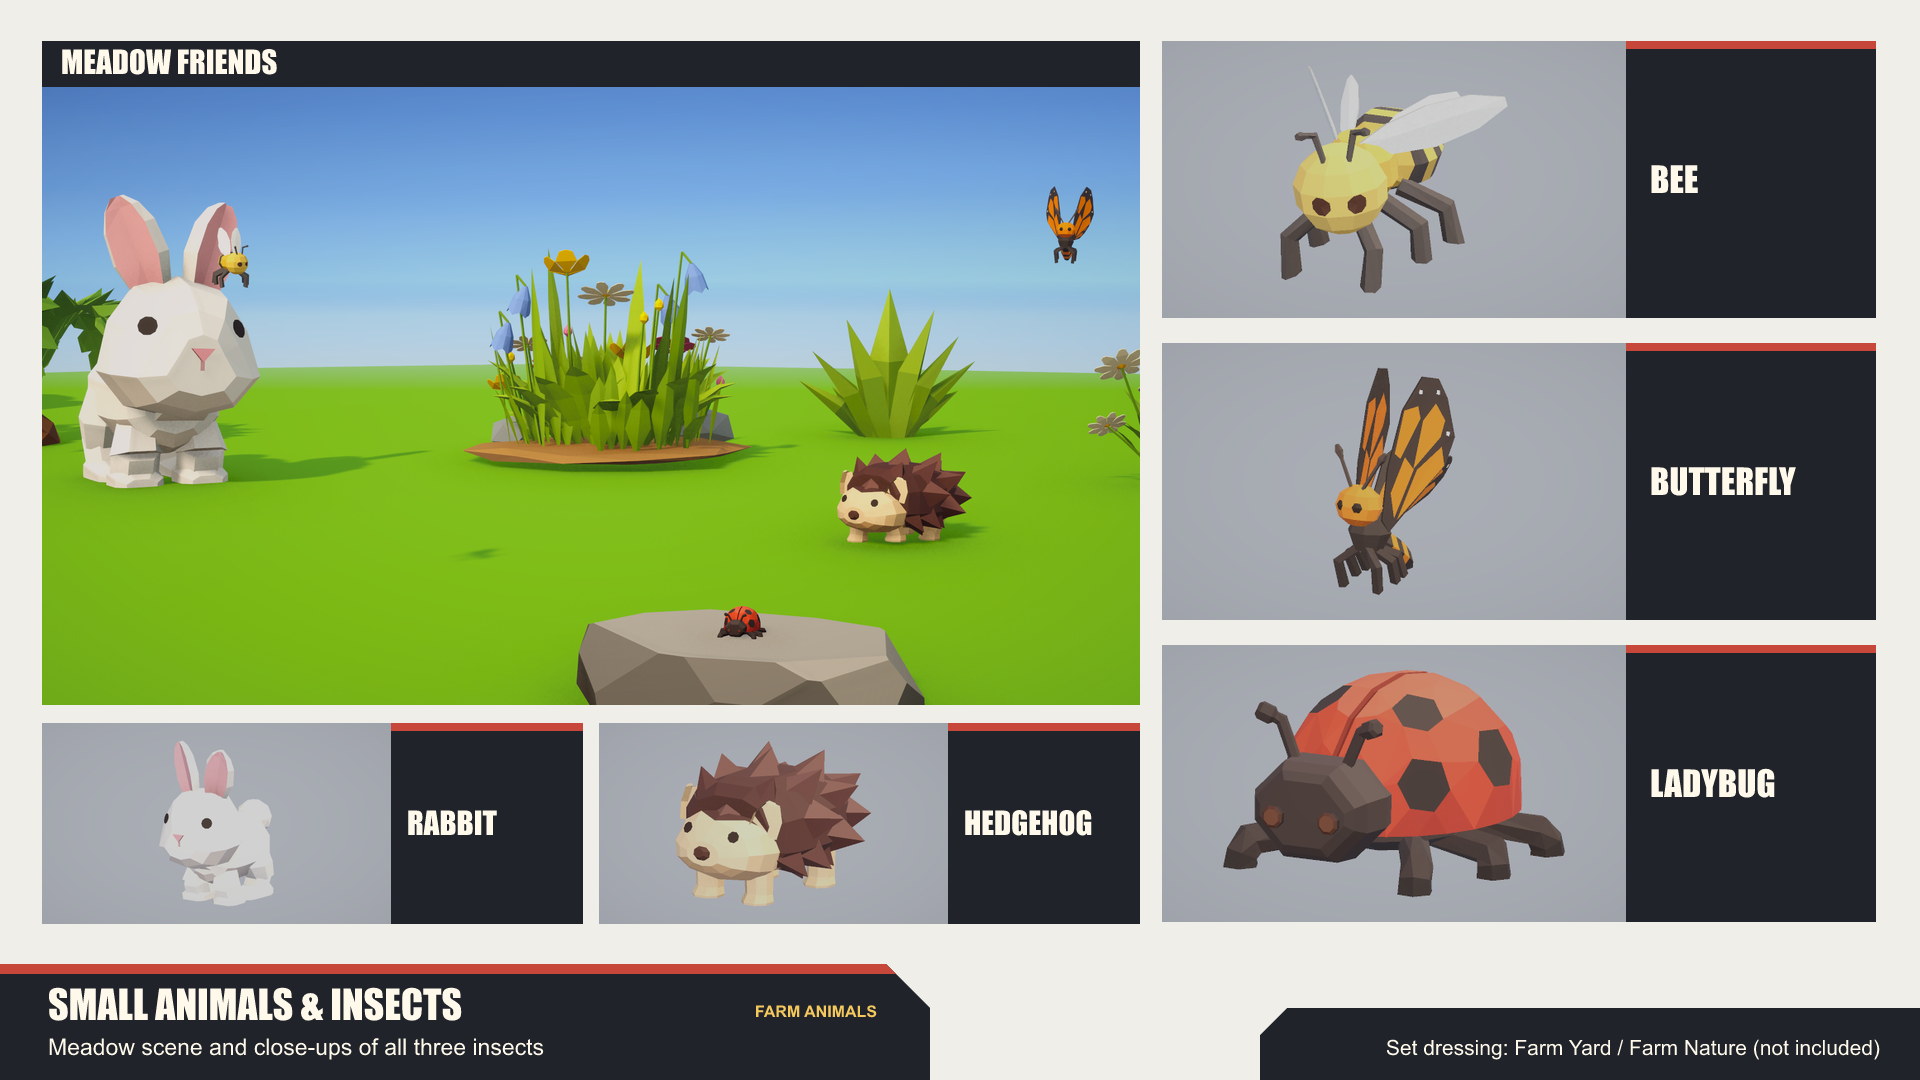 MEADOW FRIENDS
BEE
BUTTERFLY
LADYBUG
RABBIT
HEDGEHOG
SMALL ANIMALS & INSECTS
FARM ANIMALS
Meadow scene and close-ups of all three insects
Set dressing: Farm Yard / Farm Nature (not included)